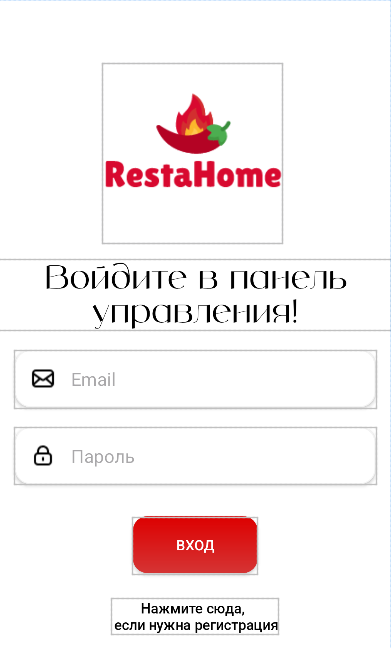 RestaHome
Войдите в панель
управления!
Email
Пароль
вход
Нажмите сюда,
если нужна регистрация